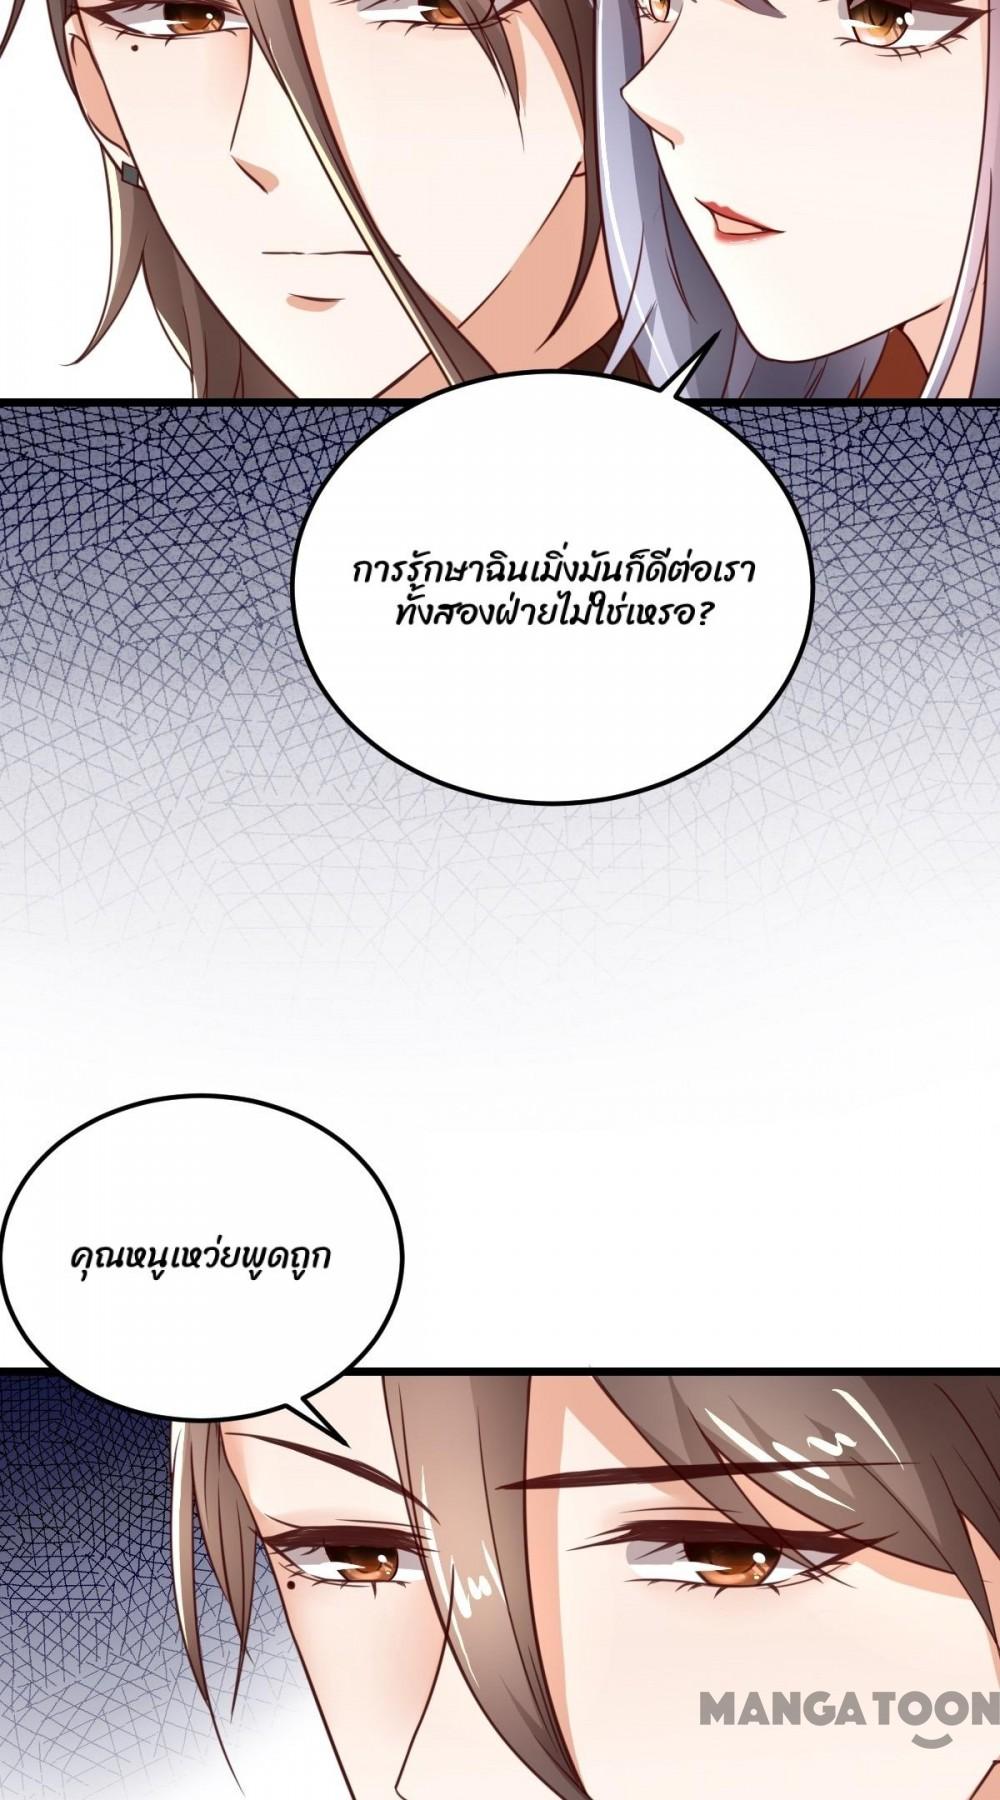 การรักษาฉินเมิ่งมันก็ดีต่อเรา
ทั้งสองฝ่ายไม่ใช่เหรอ?
คุณหนูเหว่ยพูดถูก
MANGA TOON